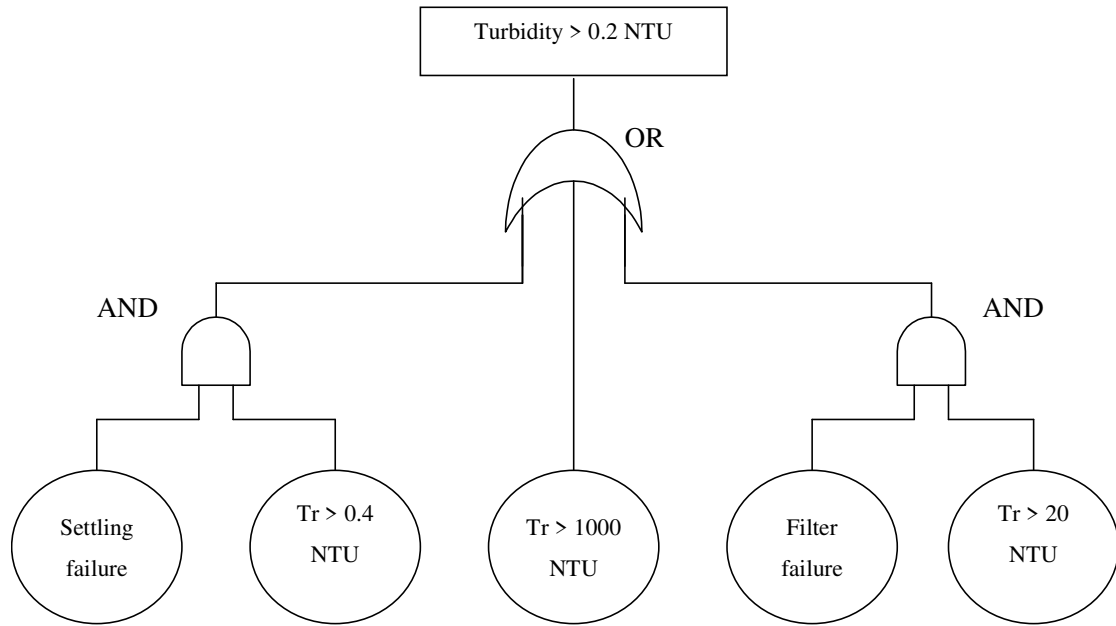 Turbidity > 0.2 NTU
OR
AND
AND
Settling
failure
Tr > 0.4
NTU
Tr > 1000
NTU
Filter
failure
Tr > 20
NTU